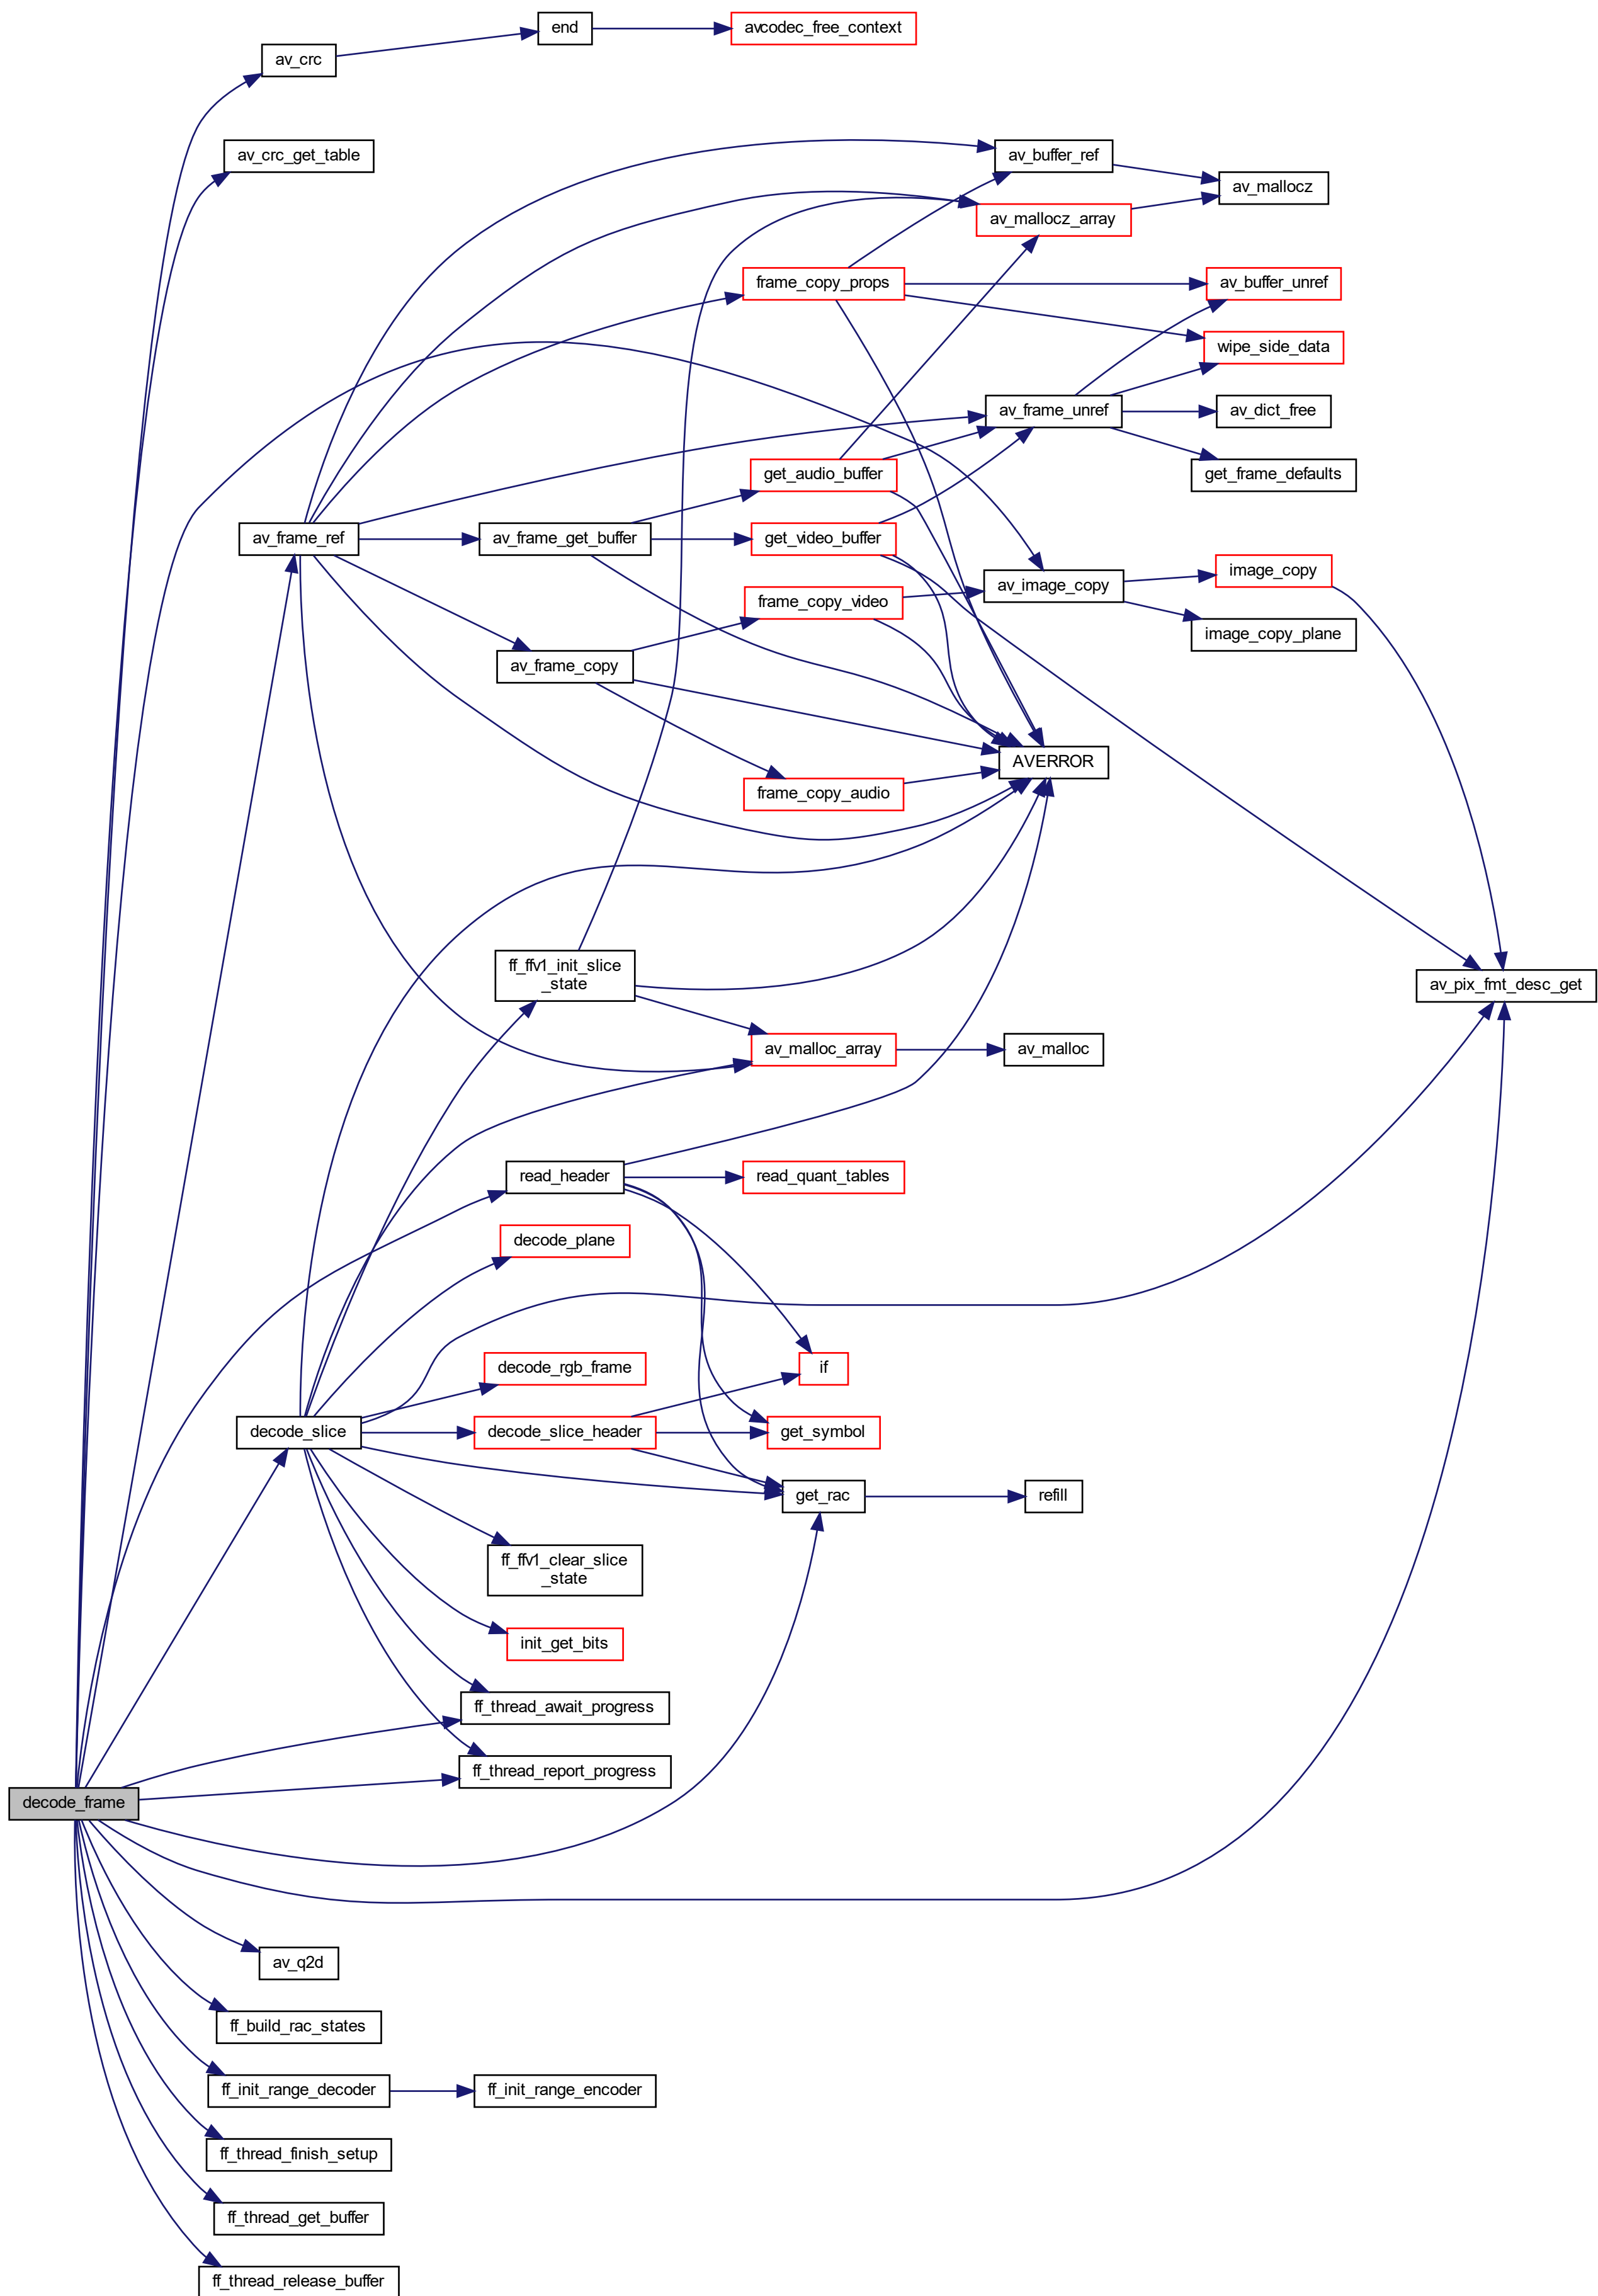 end
avcodec_free_context
av_crc
av_crc_get_table
av_buffer_ref
av_mallocz
av_mallocz_array
frame_copy_props
av_buffer_unref
wipe_side_data
av_frame_unref
av_dict_free
get_audio_buffer
get_frame_defaults
av_frame_ref
av_frame_get_buffer
get_video_buffer
image_copy
av_image_copy
frame_copy_video
image_copy_plane
av_frame_copy
AVERROR
frame_copy_audio
ff_ffv1_init_slice
_state
av_pix_fmt_desc_get
av_malloc_array
av_malloc
read_header
read_quant_tables
decode_plane
decode_rgb_frame
if
decode_slice
decode_slice_header
get_symbol
get_rac
refill
ff_ffv1_clear_slice
_state
init_get_bits
ff_thread_await_progress
ff_thread_report_progress
decode_frame
av_q2d
ff_build_rac_states
ff_init_range_decoder
ff_init_range_encoder
ff_thread_finish_setup
ff_thread_get_buffer
ff_thread_release_buffer